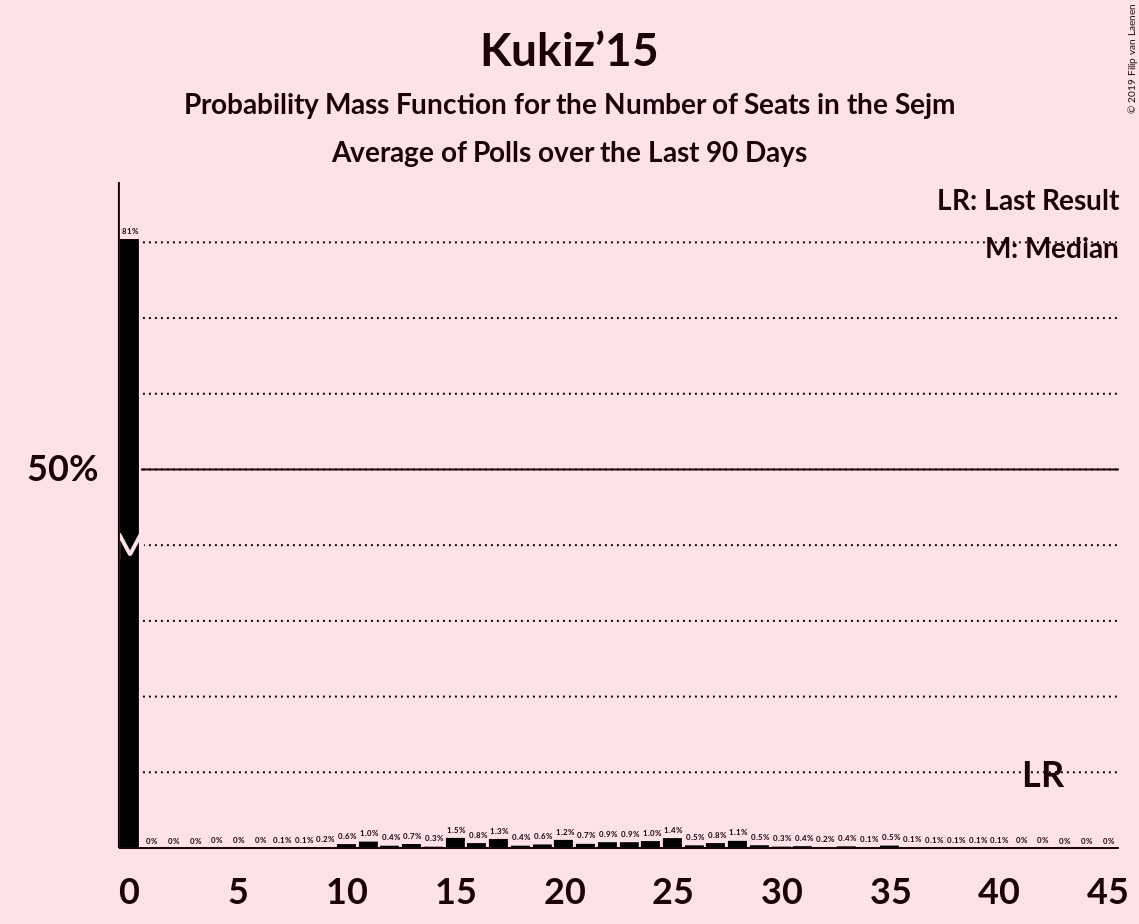 Kukiz’15
Probability Mass Function for the Number of Seats in the Sejm
Average of Polls over the Last 90 Days
© 2019 Filip van Laenen
LR: Last Result
M: Median
81%
50%
LR
0% 0% 0% 0% 0% 0% 0.1% 0.1% 0.2% 0.6% 1.0% 0.4% 0.7% 0.3% 1.5% 0.8% 1.3% 0.4% 0.6% 1.2% 0.7% 0.9% 0.9% 1.0% 1.4% 0.5% 0.8% 1.1% 0.5% 0.3% 0.4% 0.2% 0.4% 0.1% 0.5% 0.1% 0.1% 0.1% 0.1% 0.1% 0% 0% 0% 0% 0%
0 5 10 15 20 25 30 35 40 45